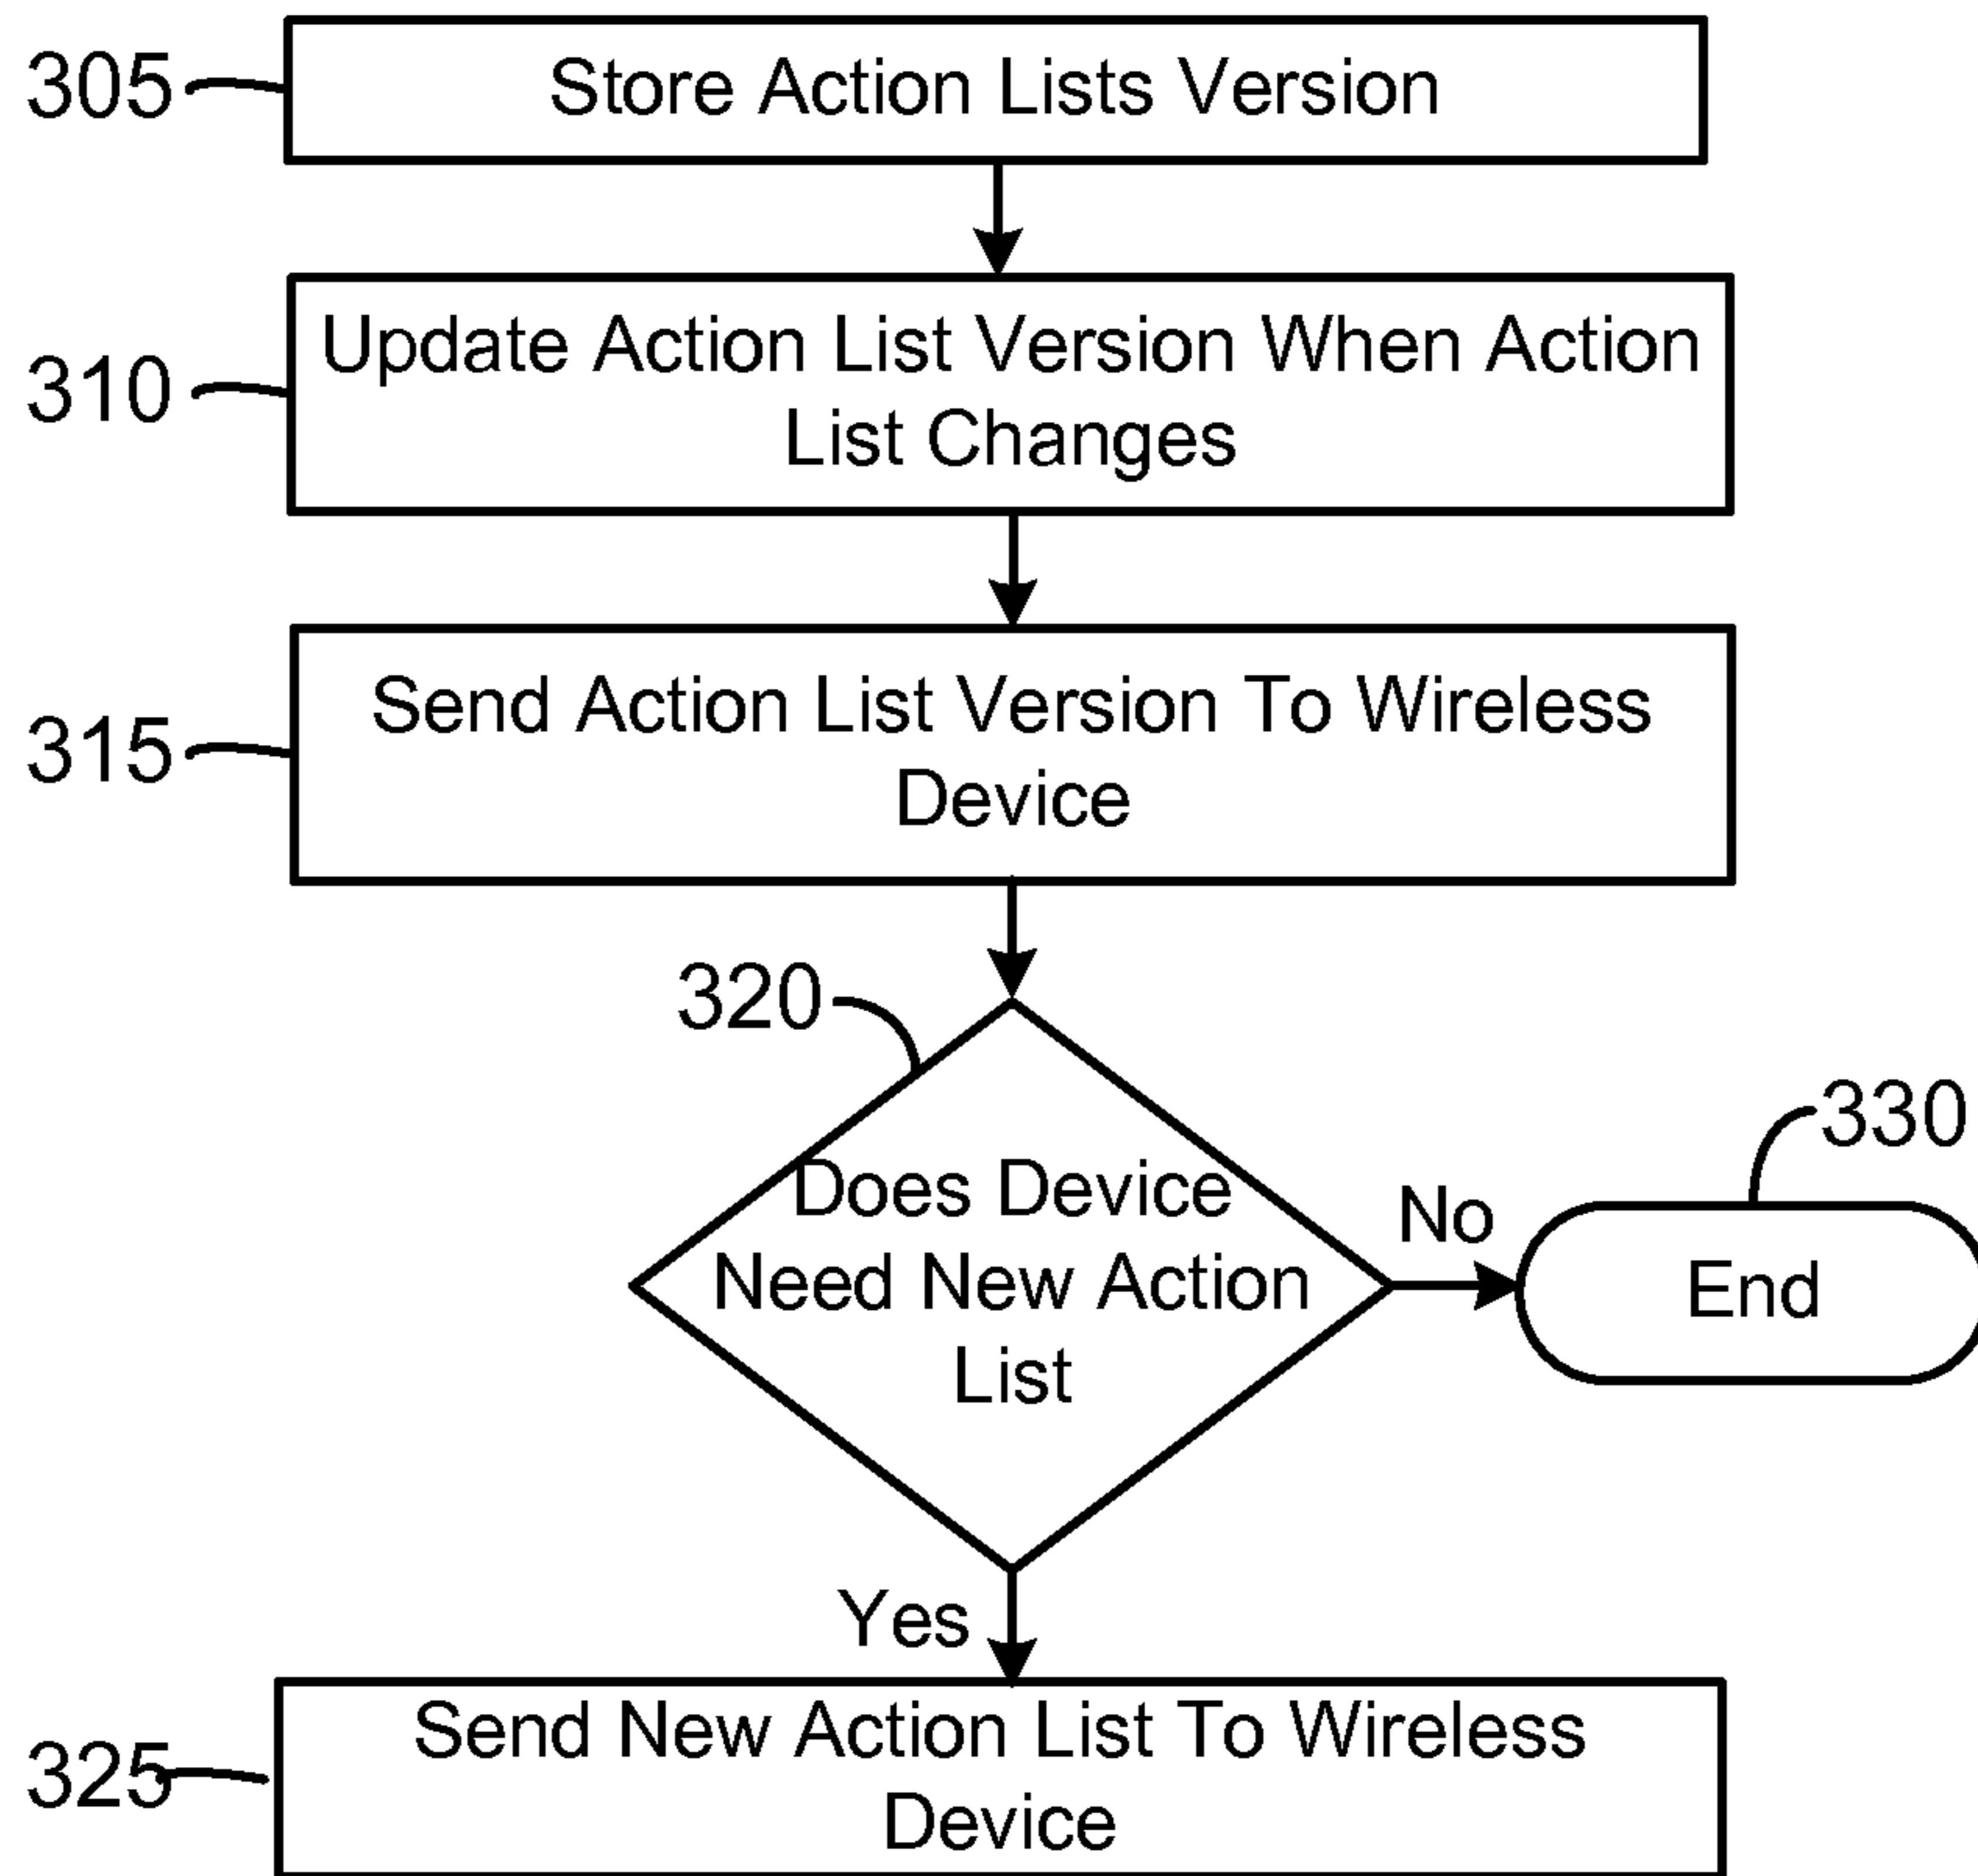 305
Store Action Lists Version
310
Update Action List Version When Action
List Changes
315
Send Action List Version To Wireless
Device
320
Does Device
Need New Action
List
No
330
End
Yes
325
Send New Action List To Wireless
Device